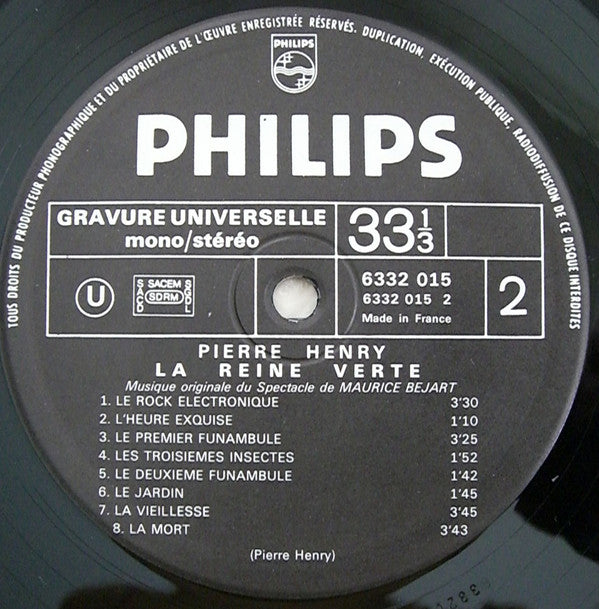 TOUS DROITS DU PRODUCTEUR PHONOGRAPHIQUE ET DU PROPRIÉTAIRE DE L'ŒUVRE ENREGISTRÉE RÉSERVÉS. DUPLICATION, EXÉCUTION PUBLIQUE, RADIODIFFUSION DE CE DISQUE INTERDITES
PHILIPS
PHILIPS
GRAVURE UNIVERSELLE
mono/stéréo
33 1/3
U
SACEM
SDRM
SACD
SGDL
6332 015
6332 015 2
Made in France
2
PIERRE HENRY
LA REINE VERTE
Musique originale du Spectacle de MAURICE BEJART
1. LE ROCK ELECTRONIQUE 3'30
2. L'HEURE EXQUISE 1'10
3. LE PREMIER FUNAMBULE 3'25
4. LES TROISIEMES INSECTES 1'52
5. LE DEUXIEME FUNAMBULE 1'42
6. LE JARDIN 1'45
7. LA VIEILLESSE 3'45
8. LA MORT 3'43
(Pierre Henry)